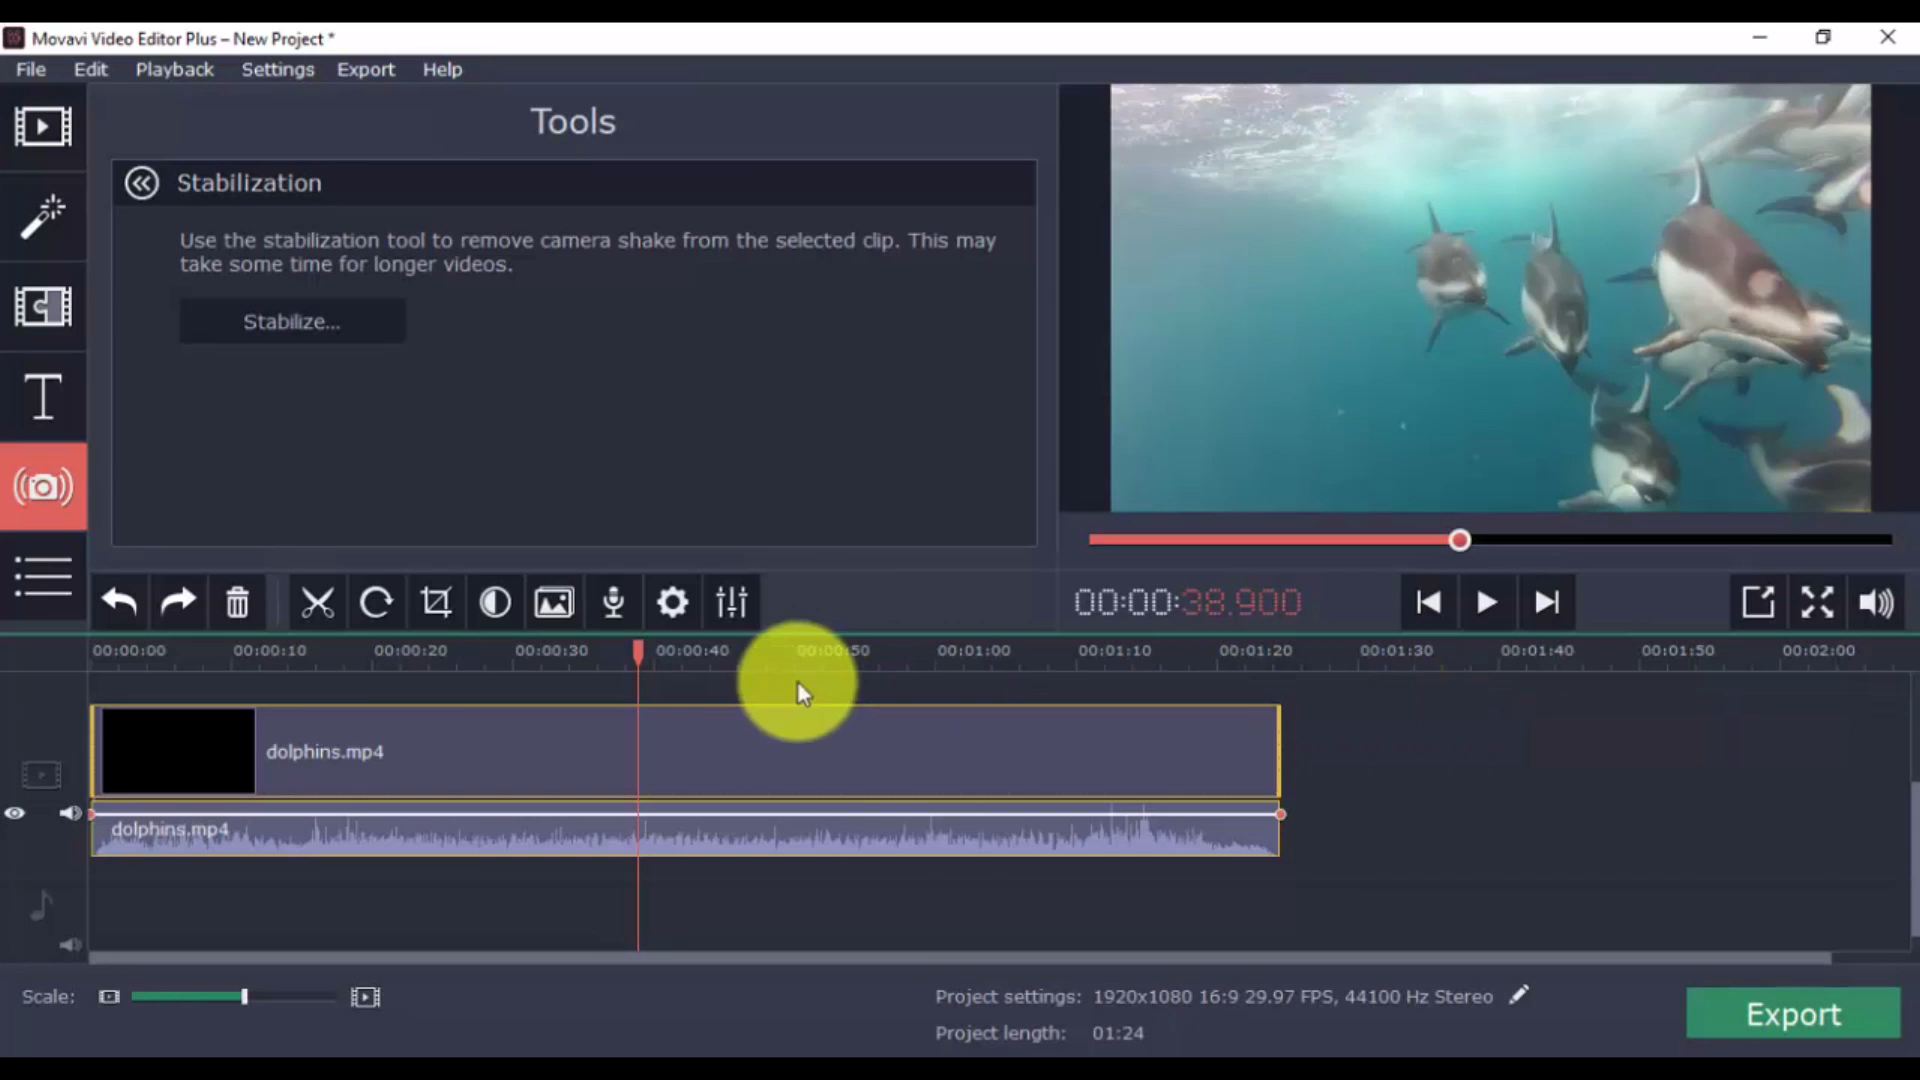 Movavi Video Editor Plus – New Project *
File Edit Playback Settings Export Help
Tools
Stabilization
Use the stabilization tool to remove camera shake from the selected clip. This may
take some time for longer videos.
Stabilize...
00:00:38.900
00:00:00 00:00:10 00:00:20 00:00:30 00:00:40 00:00:50 00:01:00 00:01:10 00:01:20 00:01:30 00:01:40 00:01:50 00:02:00
dolphins.mp4
dolphins.mp4
Scale:
Project settings: 1920x1080 16:9 29.97 FPS, 44100 Hz Stereo
Project length: 01:24
Export